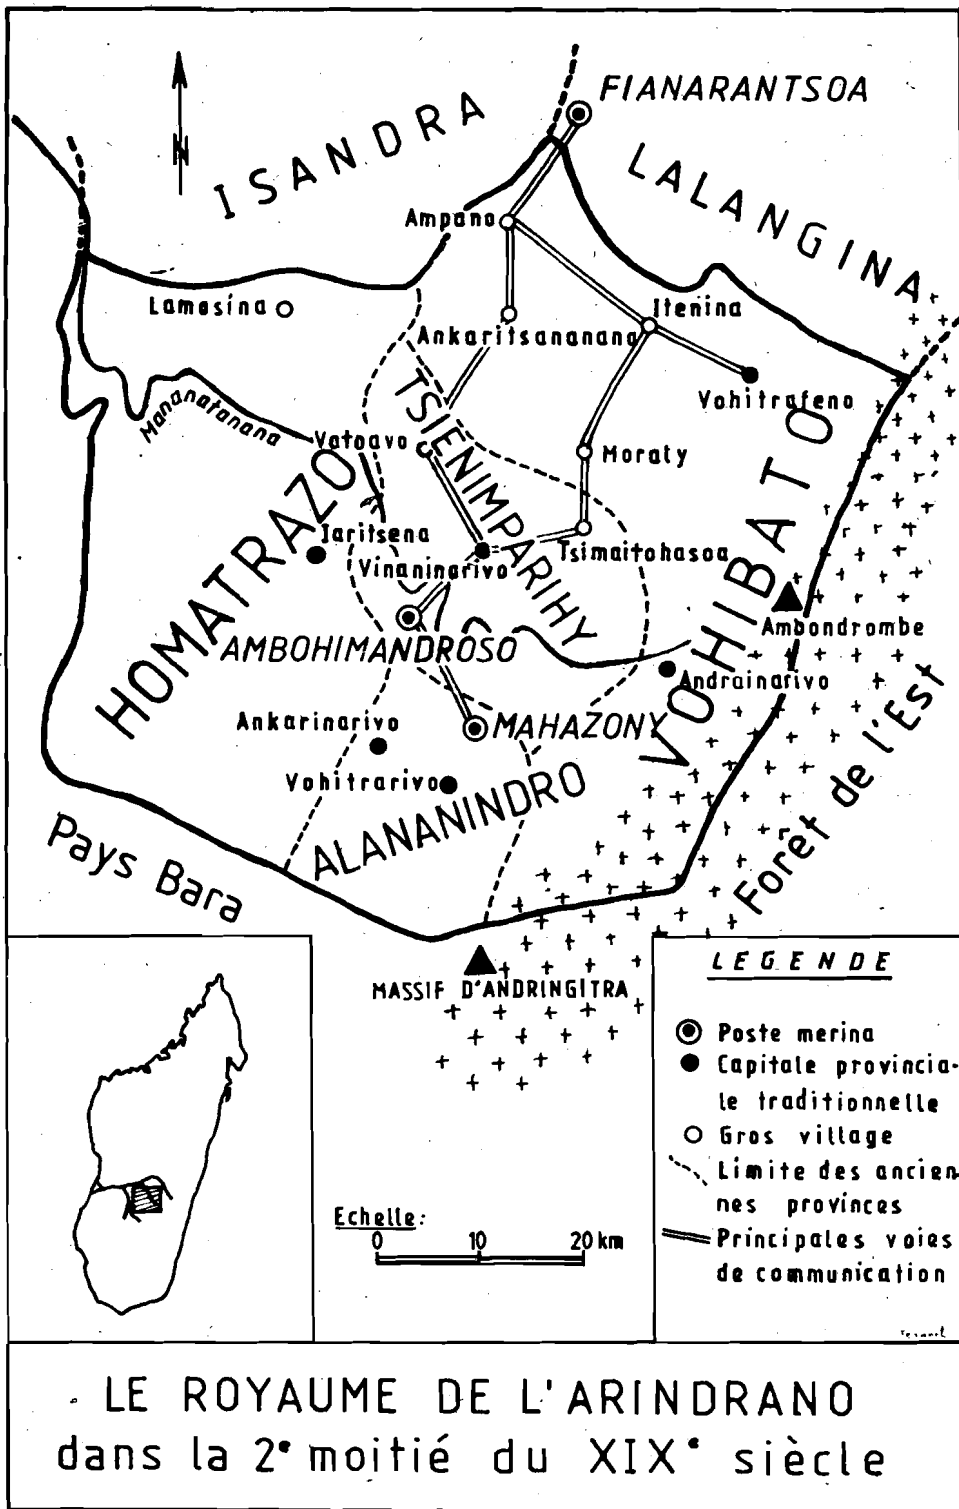 FIANARANTSOA
ISANDRA
N
LALANGINA
Ampana
Lamosina
Itenina
Ankaritsananana
TSIENIMPARIHY
Vohitrafeno
Mananatanana
Vatoavo
Moraty
HOMATRAZO
Iaritsena
Vinaninarivo
Tsimaitohasoa
VOHIBATO
Ambondrombe
AMBOHIMANDROSO
Andrainarivo
Ankarinarivo
MAHAZONY
Vohitrarivo
ALANANINDRO
Forêt de l'Est
Pays Bara
MASSIF D'ANDRINGITRA
LEGENDE
Poste merina
Capitale provincia-
le traditionnelle
Gros village
Limite des ancien-
nes provinces
Principales voies
de communication
Echelle:
0 10 20 km
LE ROYAUME DE L'ARINDRANO
dans la 2e moitié du XIXe siècle